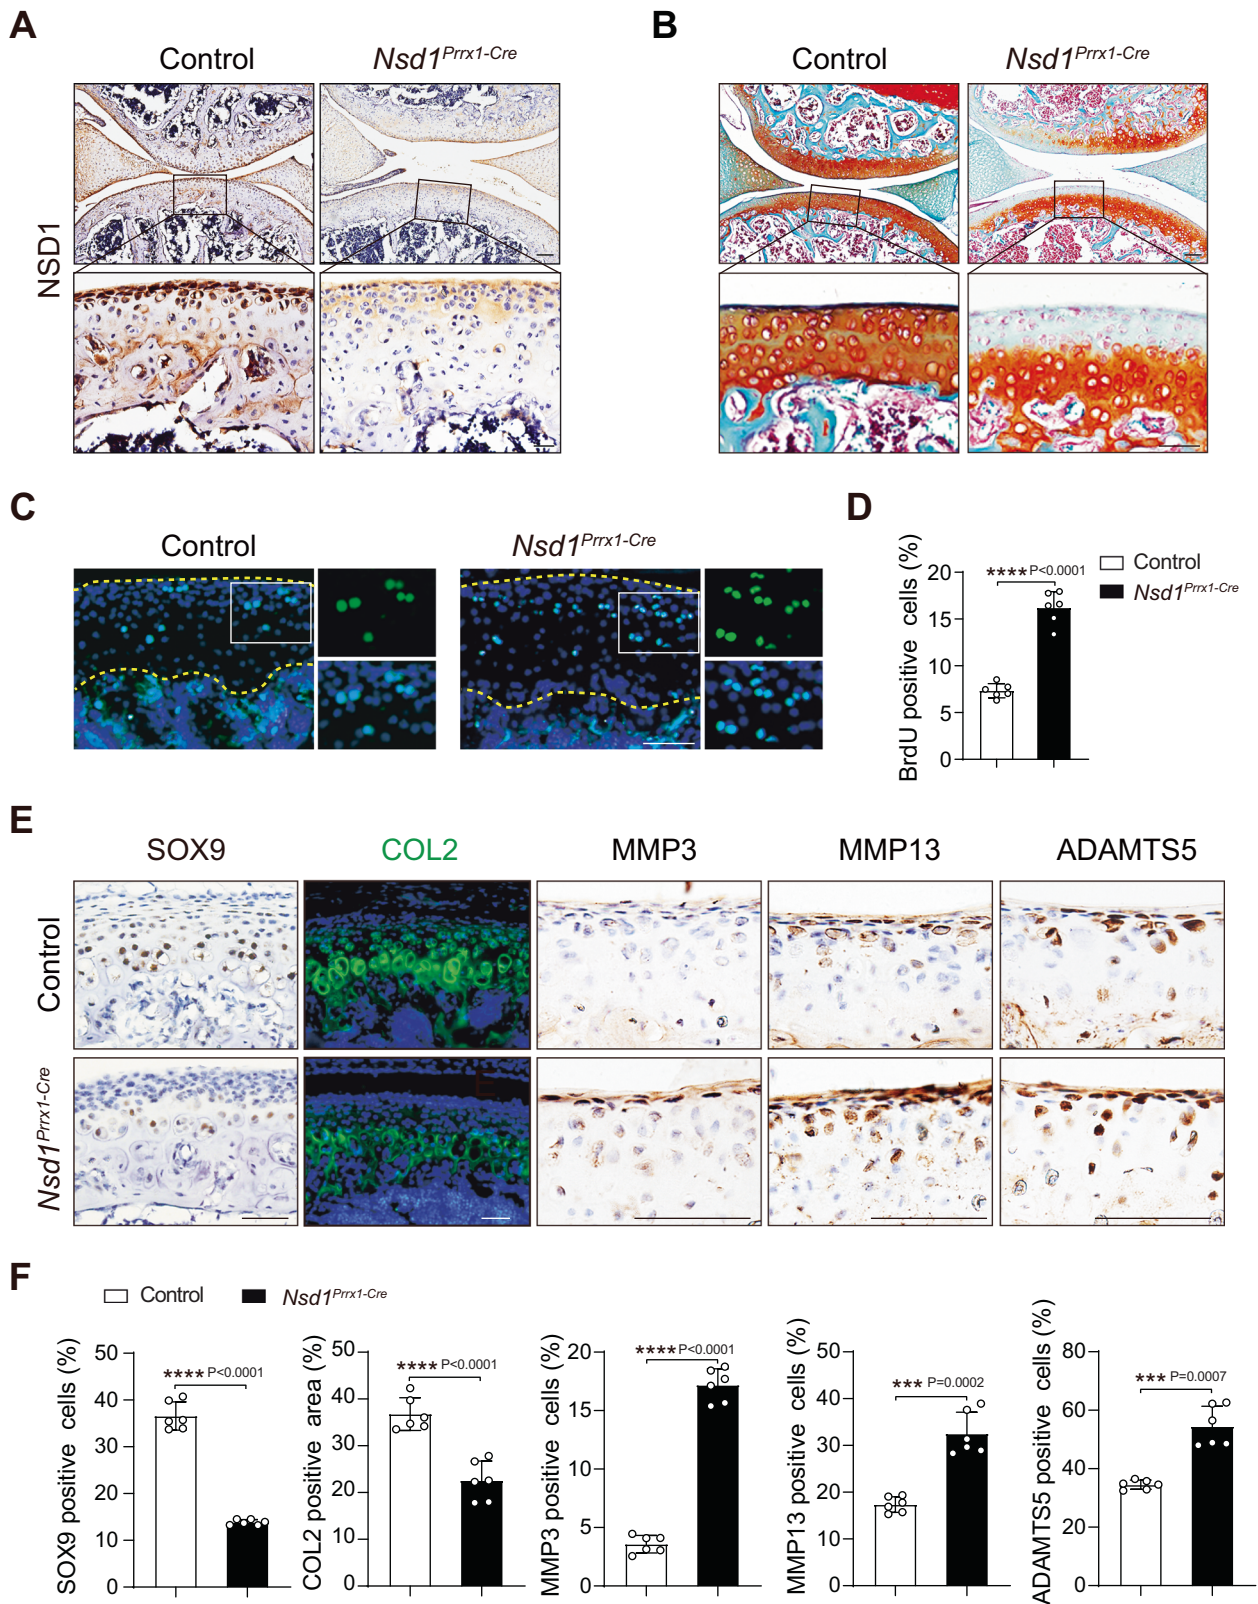 A
Control
Nsd1Prrx1-Cre
NSD1
B
Control
Nsd1Prrx1-Cre
C
Control
Nsd1Prrx1-Cre
D
BrdU positive cells (%)
20
15
10
5
0
**** P<0.0001
Control
Nsd1Prrx1-Cre
E
SOX9
COL2
MMP3
MMP13
ADAMTS5
Control
Nsd1Prrx1-Cre
F
Control
Nsd1Prrx1-Cre
SOX9 positive cells (%)
50
40
30
20
10
0
**** P<0.0001
COL2 positive area (%)
50
40
30
20
10
0
**** P<0.0001
MMP3 positive cells (%)
20
15
10
5
0
**** P<0.0001
MMP13 positive cells (%)
50
40
30
20
10
0
*** P=0.0002
ADAMTS5 positive cells (%)
80
60
40
20
0
*** P=0.0007